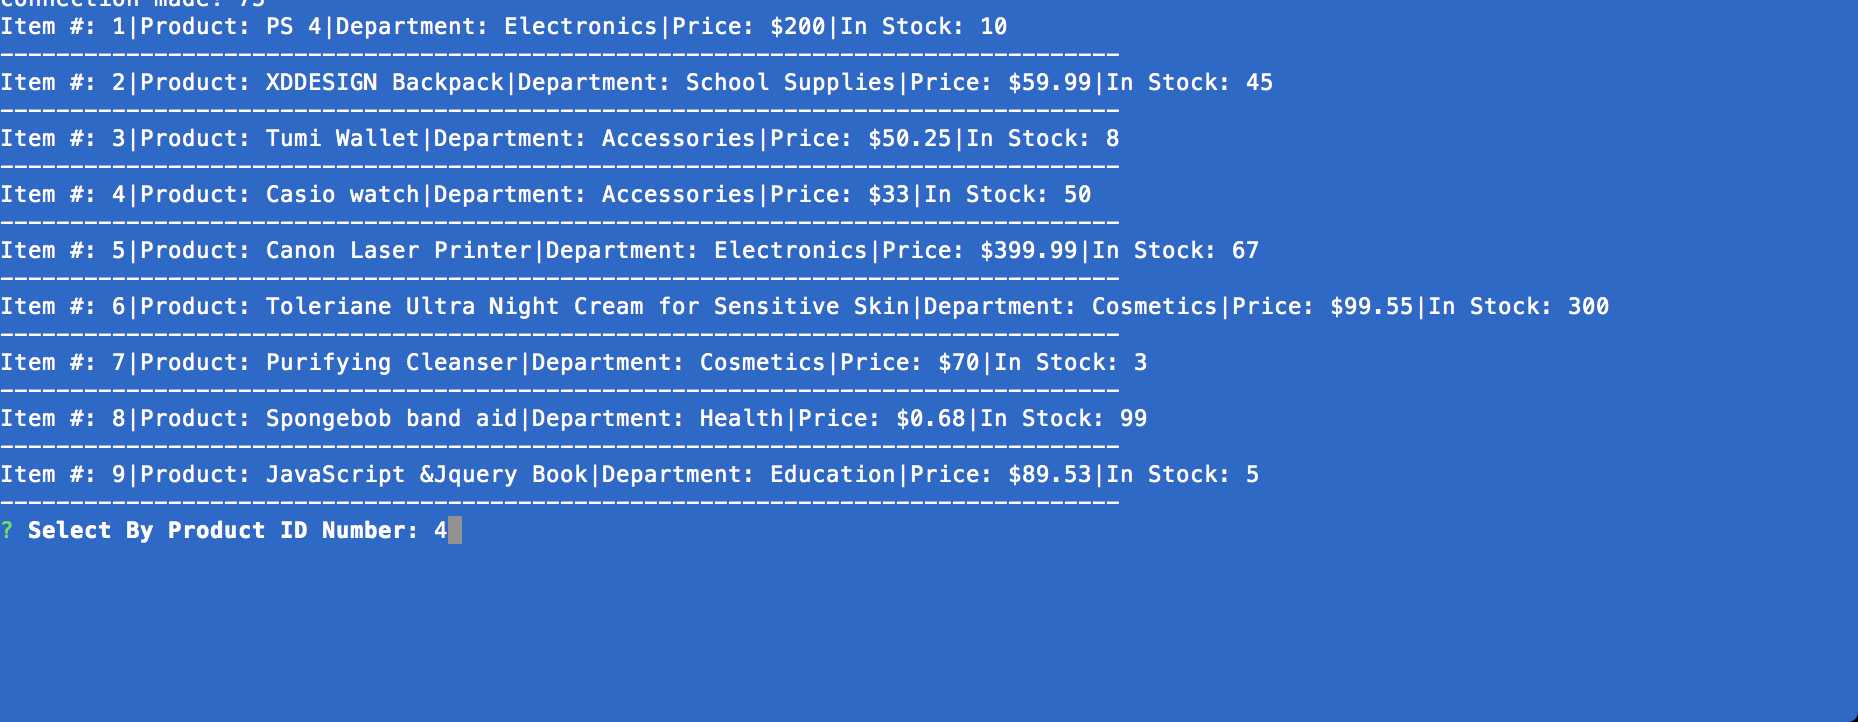 connection made: 75
Item #: 1|Product: PS 4|Department: Electronics|Price: $200|In Stock: 10
--------------------------------------------------------------------------------
Item #: 2|Product: XDDESIGN Backpack|Department: School Supplies|Price: $59.99|In Stock: 45
--------------------------------------------------------------------------------
Item #: 3|Product: Tumi Wallet|Department: Accessories|Price: $50.25|In Stock: 8
--------------------------------------------------------------------------------
Item #: 4|Product: Casio watch|Department: Accessories|Price: $33|In Stock: 50
--------------------------------------------------------------------------------
Item #: 5|Product: Canon Laser Printer|Department: Electronics|Price: $399.99|In Stock: 67
--------------------------------------------------------------------------------
Item #: 6|Product: Toleriane Ultra Night Cream for Sensitive Skin|Department: Cosmetics|Price: $99.55|In Stock: 300
--------------------------------------------------------------------------------
Item #: 7|Product: Purifying Cleanser|Department: Cosmetics|Price: $70|In Stock: 3
--------------------------------------------------------------------------------
Item #: 8|Product: Spongebob band aid|Department: Health|Price: $0.68|In Stock: 99
--------------------------------------------------------------------------------
Item #: 9|Product: JavaScript &Jquery Book|Department: Education|Price: $89.53|In Stock: 5
--------------------------------------------------------------------------------
? Select By Product ID Number: 4